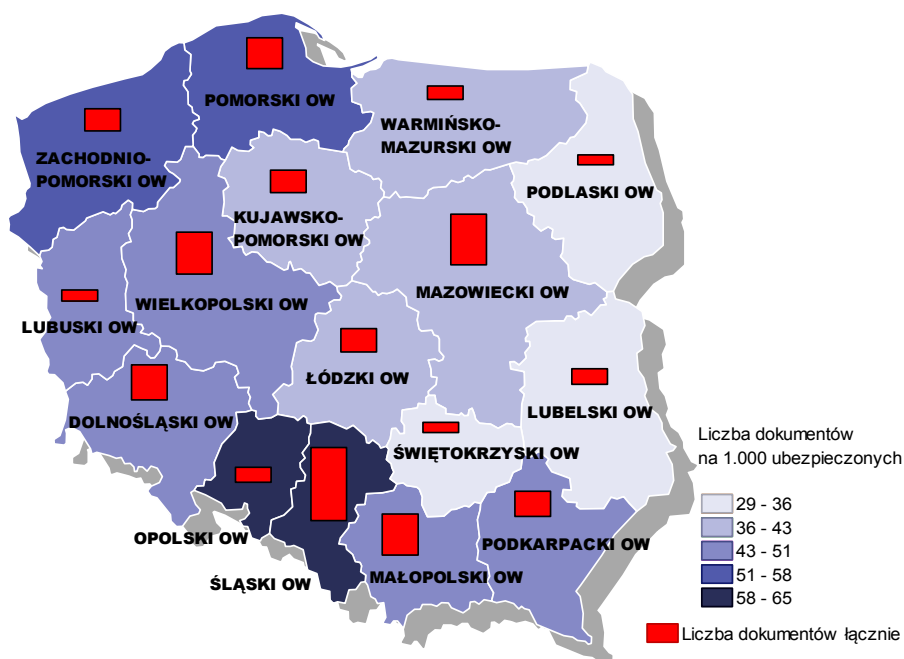 POMORSKI OW
ZACHODNIO-
POMORSKI OW
WARMIŃSKO-
MAZURSKI OW
PODLASKI OW
KUJAWSKO-
POMORSKI OW
MAZOWIECKI OW
WIELKOPOLSKI OW
LUBUSKI OW
ŁÓDZKI OW
DOLNOŚLĄSKI OW
LUBELSKI OW
ŚWIĘTOKRZYSKI OW
OPOLSKI OW
ŚLĄSKI OW
MAŁOPOLSKI OW
PODKARPACKI OW
Liczba dokumentów
na 1.000 ubezpieczonych
29 - 36
36 - 43
43 - 51
51 - 58
58 - 65
Liczba dokumentów łącznie